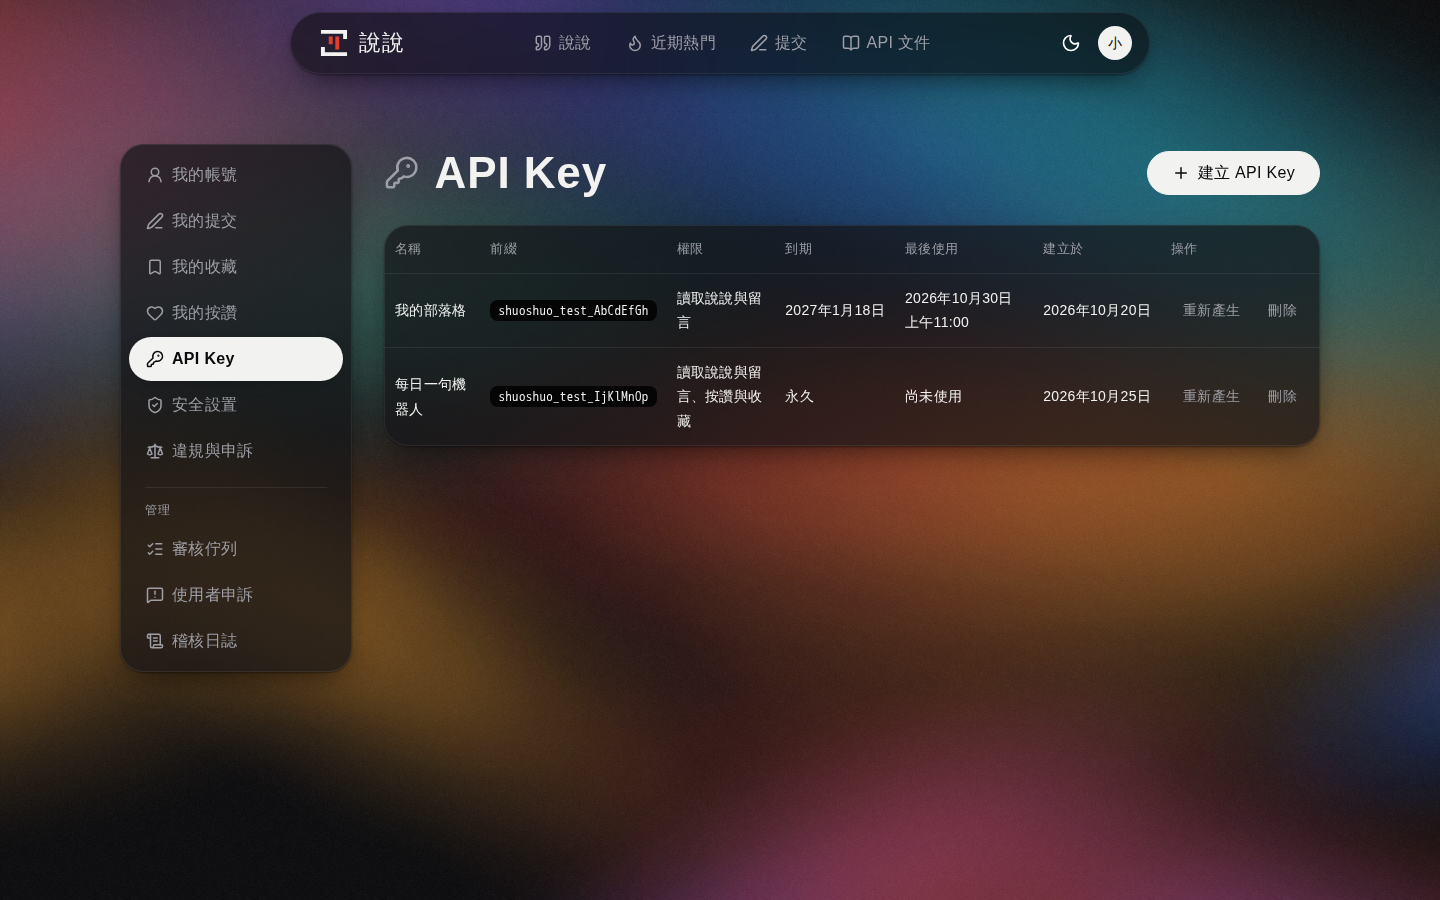 說說
說說
近期熱門
提交
API 文件
小
我的帳號
我的提交
我的收藏
我的按讚
API Key
安全設置
違規與申訴
管理
審核佇列
使用者申訴
稽核日誌
API Key
建立 API Key
名稱 前綴 權限 到期 最後使用 建立於 操作
我的部落格
shuoshuo_test_AbCdEfGh
讀取說說與留
言
2027年1月18日
2026年10月30日
上午11:00
2026年10月20日
重新產生
刪除
每日一句機
器人
shuoshuo_test_IjKlMnOp
讀取說說與留
言、按讚與收
藏
永久
尚未使用
2026年10月25日
重新產生
刪除